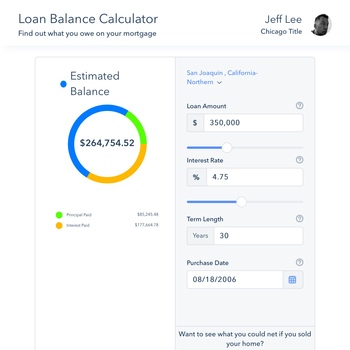 Loan Balance Calculator
Find out what you owe on your mortgage
Jeff Lee
Chicago Title
Estimated
Balance
$264,754.52
Principal Paid $85,245.48
Interest Paid $177,664.18
San Joaquin , California-
Northern
Loan Amount
$ 350,000
Interest Rate
% 4.75
Term Length
Years 30
Purchase Date
08/18/2006
Want to see what you could net if you sold
your home?